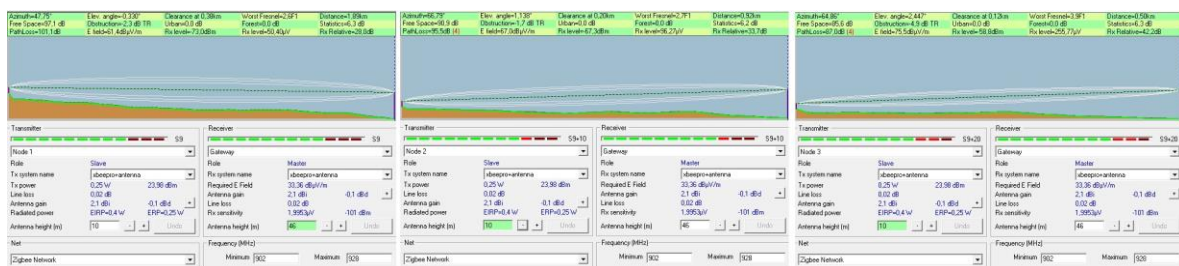 Azimuth=47,75° Elev. angle=-0,330° Clearance at 0,38km Worst Fresnel=2,6F1 Distance=1,89km
Free Space=97,1 dB Obstruction=-2,3 dB TR Urban=0,0 dB Forest=0,0 dB Statistics=6,3 dB
PathLoss=101,1dB E field=61,4dBµV/m Rx level=-73,0dBm Rx level=50,40µV Rx Relative=28,0dB
Transmitter
S9
Node 1
Role Slave
Tx system name xbeepro+antenna
Tx power 0,25 W 23,98 dBm
Line loss 0,02 dB
Antenna gain 2,1 dBi -0,1 dBd +
Radiated power EIRP=0,4 W ERP=0,25 W
Antenna height (m) 10 - + Undo
Net
Zigbee Network
Receiver
S9
Gateway
Role Master
Rx system name xbeepro+antenna
Required E Field 33,36 dBµV/m
Antenna gain 2,1 dBi -0,1 dBd +
Line loss 0,02 dB
Rx sensitivity 1,9953µV -101 dBm
Antenna height (m) 46 - + Undo
Frequency (MHz)
Minimum 902 Maximum 928
Azimuth=66,79° Elev. angle=1,138° Clearance at 0,20km Worst Fresnel=2,7F1 Distance=0,92km
Free Space=90,9 dB Obstruction=-1,7 dB TR Urban=0,0 dB Forest=0,0 dB Statistics=6,2 dB
PathLoss=95,5dB (4) E field=67,0dBµV/m Rx level=-67,3dBm Rx level=96,27µV Rx Relative=33,7dB
Transmitter
S9+10
Node 2
Role Slave
Tx system name xbeepro+antenna
Tx power 0,25 W 23,98 dBm
Line loss 0,02 dB
Antenna gain 2,1 dBi -0,1 dBd +
Radiated power EIRP=0,4 W ERP=0,25 W
Antenna height (m) 10 - + Undo
Net
Zigbee Network
Receiver
S9+10
Gateway
Role Master
Rx system name xbeepro+antenna
Required E Field 33,36 dBµV/m
Antenna gain 2,1 dBi -0,1 dBd +
Line loss 0,02 dB
Rx sensitivity 1,9953µV -101 dBm
Antenna height (m) 46 - + Undo
Frequency (MHz)
Minimum 902 Maximum 928
Azimuth=64,86° Elev. angle=2,447° Clearance at 0,12km Worst Fresnel=3,9F1 Distance=0,50km
Free Space=85,6 dB Obstruction=-4,9 dB TR Urban=0,0 dB Forest=0,0 dB Statistics=6,3 dB
PathLoss=87,0dB (4) E field=75,5dBµV/m Rx level=-58,8dBm Rx level=255,77µV Rx Relative=42,2dB
Transmitter
S9+20
Node 3
Role Slave
Tx system name xbeepro+antenna
Tx power 0,25 W 23,98 dBm
Line loss 0,02 dB
Antenna gain 2,1 dBi -0,1 dBd +
Radiated power EIRP=0,4 W ERP=0,25 W
Antenna height (m) 10 - + Undo
Net
Zigbee Network
Receiver
S9+20
Gateway
Role Master
Rx system name xbeepro+antenna
Required E Field 33,36 dBµV/m
Antenna gain 2,1 dBi -0,1 dBd +
Line loss 0,02 dB
Rx sensitivity 1,9953µV -101 dBm
Antenna height (m) 46 - + Undo
Frequency (MHz)
Minimum 902 Maximum 928